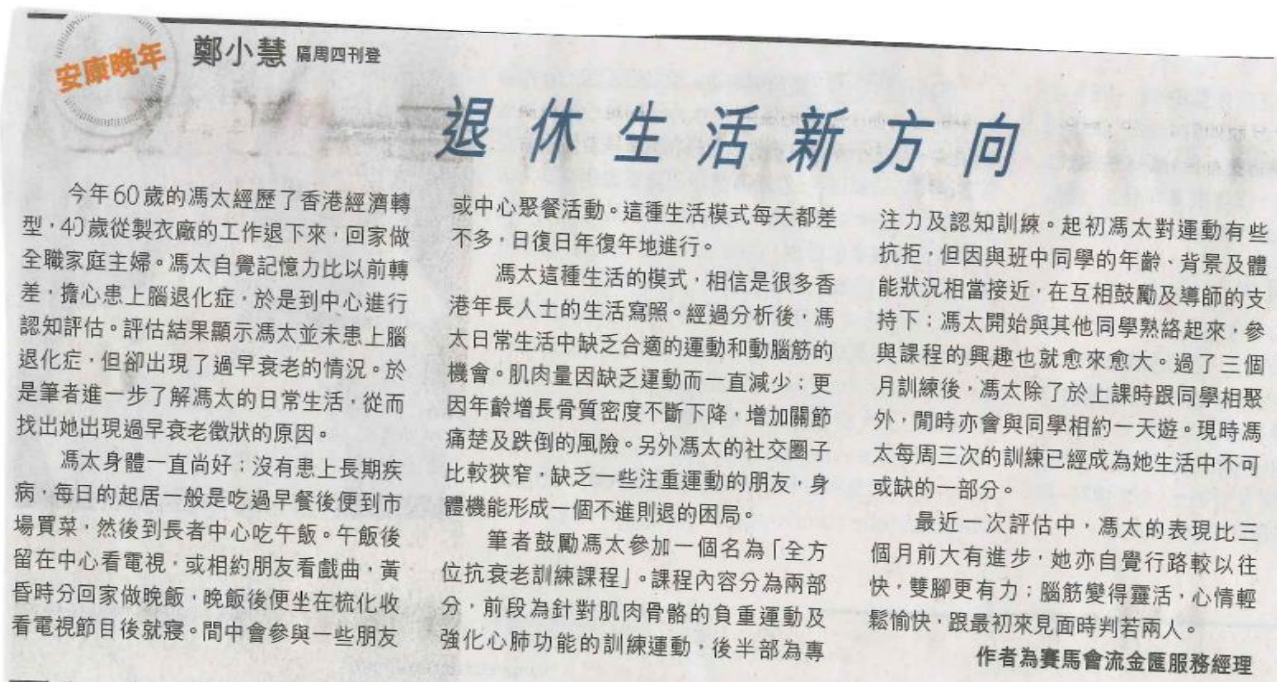 安康晚年
鄭小慧 隔周四刊登
退休生活新方向
今年60歲的馮太經歷了香港經濟轉
型，40歲從製衣廠的工作退下來，回家做
全職家庭主婦。馮太自覺記憶力比以前轉
差，擔心患上腦退化症，於是到中心進行
認知評估。評估結果顯示馮太並未患上腦
退化症，但卻出現了過早衰老的情況。於
是筆者進一步了解馮太的日常生活，從而
找出她出現過早衰老徵狀的原因。
馮太身體一直尚好；沒有患上長期疾
病，每日的起居一般是吃過早餐後便到市
場買菜，然後到長者中心吃午飯。午飯後
留在中心看電視，或相約朋友看戲曲，黃
昏時分回家做晚飯，晚飯後便坐在梳化收
看電視節目後就寢。間中會參與一些朋友
或中心聚餐活動。這種生活模式每天都差
不多，日復日年復年地進行。
馮太這種生活的模式，相信是很多香
港年長人士的生活寫照。經過分析後，馮
太日常生活中缺乏合適的運動和動腦筋的
機會。肌肉量因缺乏運動而一直減少；更
因年齡增長骨質密度不斷下降，增加關節
痛楚及跌倒的風險。另外馮太的社交圈子
比較狹窄，缺乏一些注重運動的朋友，身
體機能形成一個不進則退的困局。
筆者鼓勵馮太參加一個名為「全方
位抗衰老訓練課程」。課程內容分為兩部
分，前段為針對肌肉骨骼的負重運動及
強化心肺功能的訓練運動，後半部為專
注力及認知訓練。起初馮太對運動有些
抗拒，但因與班中同學的年齡、背景及體
能狀況相當接近，在互相鼓勵及導師的支
持下；馮太開始與其他同學熟絡起來，參
與課程的興趣也就愈來愈大。過了三個
月訓練後，馮太除了於上課時跟同學相聚
外，閒時亦會與同學相約一天遊。現時馮
太每周三次的訓練已經成為她生活中不可
或缺的一部分。
最近一次評估中，馮太的表現比三
個月前大有進步，她亦自覺行路較以往
快，雙腳更有力；腦筋變得靈活，心情輕
鬆愉快，跟最初來見面時判若兩人。
作者為賽馬會流金匯服務經理